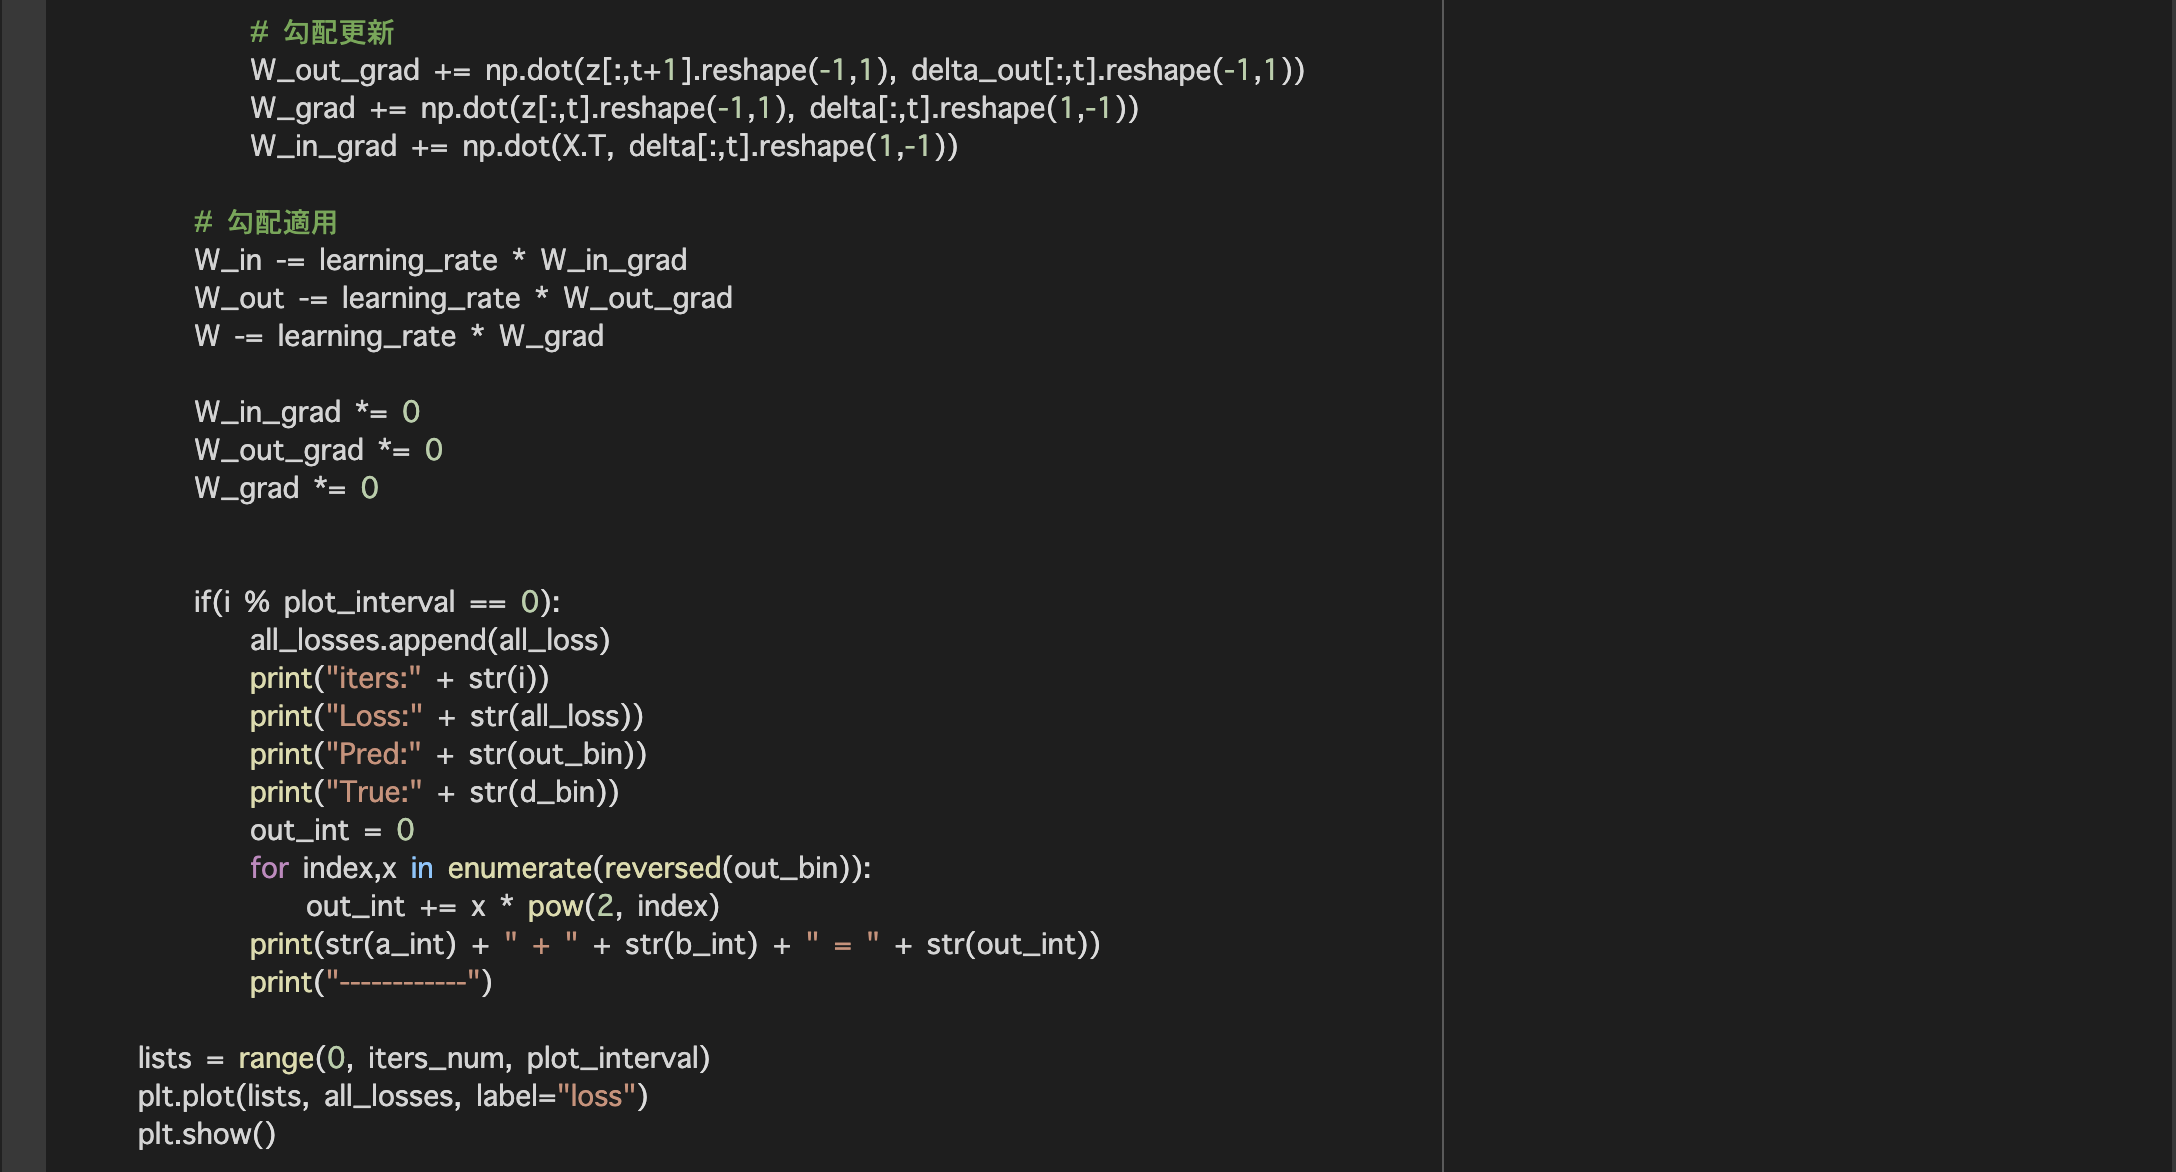 # 勾配更新
W_out_grad += np.dot(z[:,t+1].reshape(-1,1), delta_out[:,t].reshape(-1,1))
W_grad += np.dot(z[:,t].reshape(-1,1), delta[:,t].reshape(1,-1))
W_in_grad += np.dot(X.T, delta[:,t].reshape(1,-1))
# 勾配適用
W_in -= learning_rate * W_in_grad
W_out -= learning_rate * W_out_grad
W -= learning_rate * W_grad
W_in_grad *= 0
W_out_grad *= 0
W_grad *= 0
if(i % plot_interval == 0):
all_losses.append(all_loss)
print("iters:" + str(i))
print("Loss:" + str(all_loss))
print("Pred:" + str(out_bin))
print("True:" + str(d_bin))
out_int = 0
for index,x in enumerate(reversed(out_bin)):
out_int += x * pow(2, index)
print(str(a_int) + " + " + str(b_int) + " = " + str(out_int))
print("------------")
lists = range(0, iters_num, plot_interval)
plt.plot(lists, all_losses, label="loss")
plt.show()